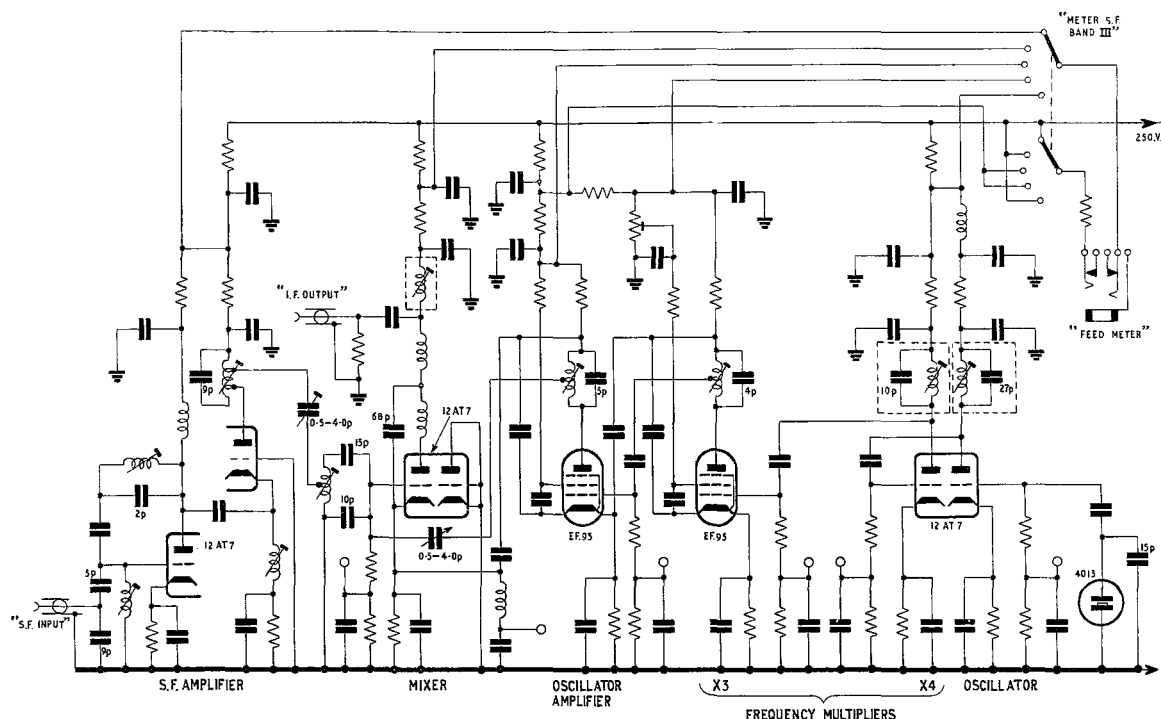 "METER S.F.
BAND III"
250.V.
"I.F. OUTPUT"
"FEED METER"
9p
0·5–4·0p
68p
12 AT 7
15p
5p
4p
10p
27p
2p
10p
0·5–4·0p
12 AT 7
EF.95
EF.95
12 AT 7
5p
4013
15p
"S.F. INPUT"
9p
S.F. AMPLIFIER
MIXER
OSCILLATOR
AMPLIFIER
X3
X4
OSCILLATOR
FREQUENCY MULTIPLIERS